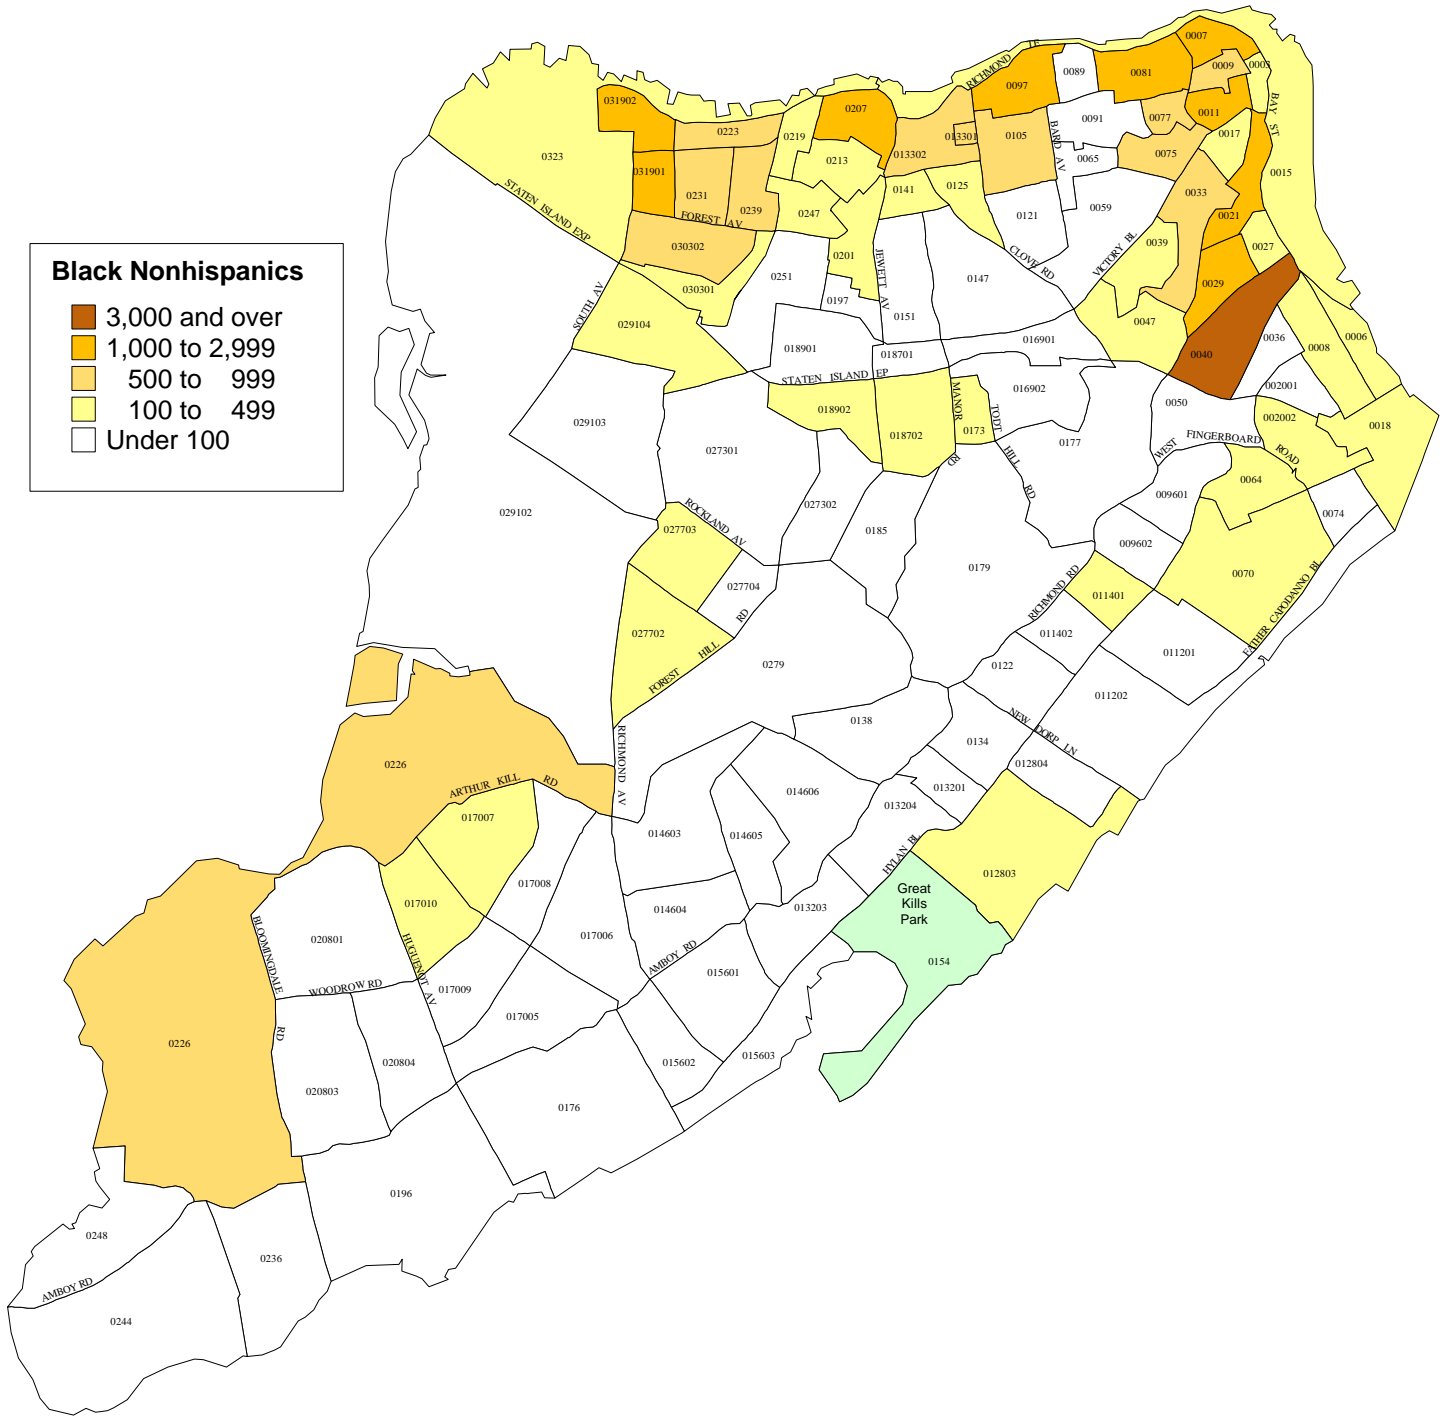 Black Nonhispanics
3,000 and over
1,000 to 2,999
500 to 999
100 to 499
Under 100
RICHMOND TE
0007
0009
0003
0089
0081
0097
031902
0207
BAY ST
0011
0077
0091
0017
0223
0219
013301
0105
BARD AV
013302
0323
0213
0065
0075
0015
031901
0141
0125
0033
STATEN ISLAND EXP
0231
0239
FOREST AV
0247
0121
0059
0021
030302
0201
JEWETT AV
CLOVE RD
VICTORY BL
0039
0027
0251
030301
0197
0147
0029
SOUTH AV
0151
029104
0047
018901
018701
016901
0040
0036
0008
0006
STATEN ISLAND EP
MANOR
RD
016902
002001
018902
TODT
HILL
RD
0050
029103
018702
0173
0177
002002
0018
WEST
FINGERBOARD
ROAD
027301
0064
009601
029102
ROCKLAND AV
027302
0074
027703
0185
009602
0179
0070
027704
RD
RICHMOND RD
011401
FATHER CAPODANNO BL
027702
011402
011201
FOREST
HILL
0279
0122
011202
0138
NEW DORP LN
RICHMOND AV
0134
0226
012804
ARTHUR KILL
RD
014606
013201
013204
017007
014603
014605
HYLAN BL
012803
017008
Great
Kills
Park
017010
014604
013203
BLOOMINGDALE
RD
020801
HUGUENOT AV
017006
AMBOY RD
0154
015601
WOODROW RD
017009
017005
0226
020804
015602
015603
020803
0176
0196
0248
0236
AMBOY RD
0244